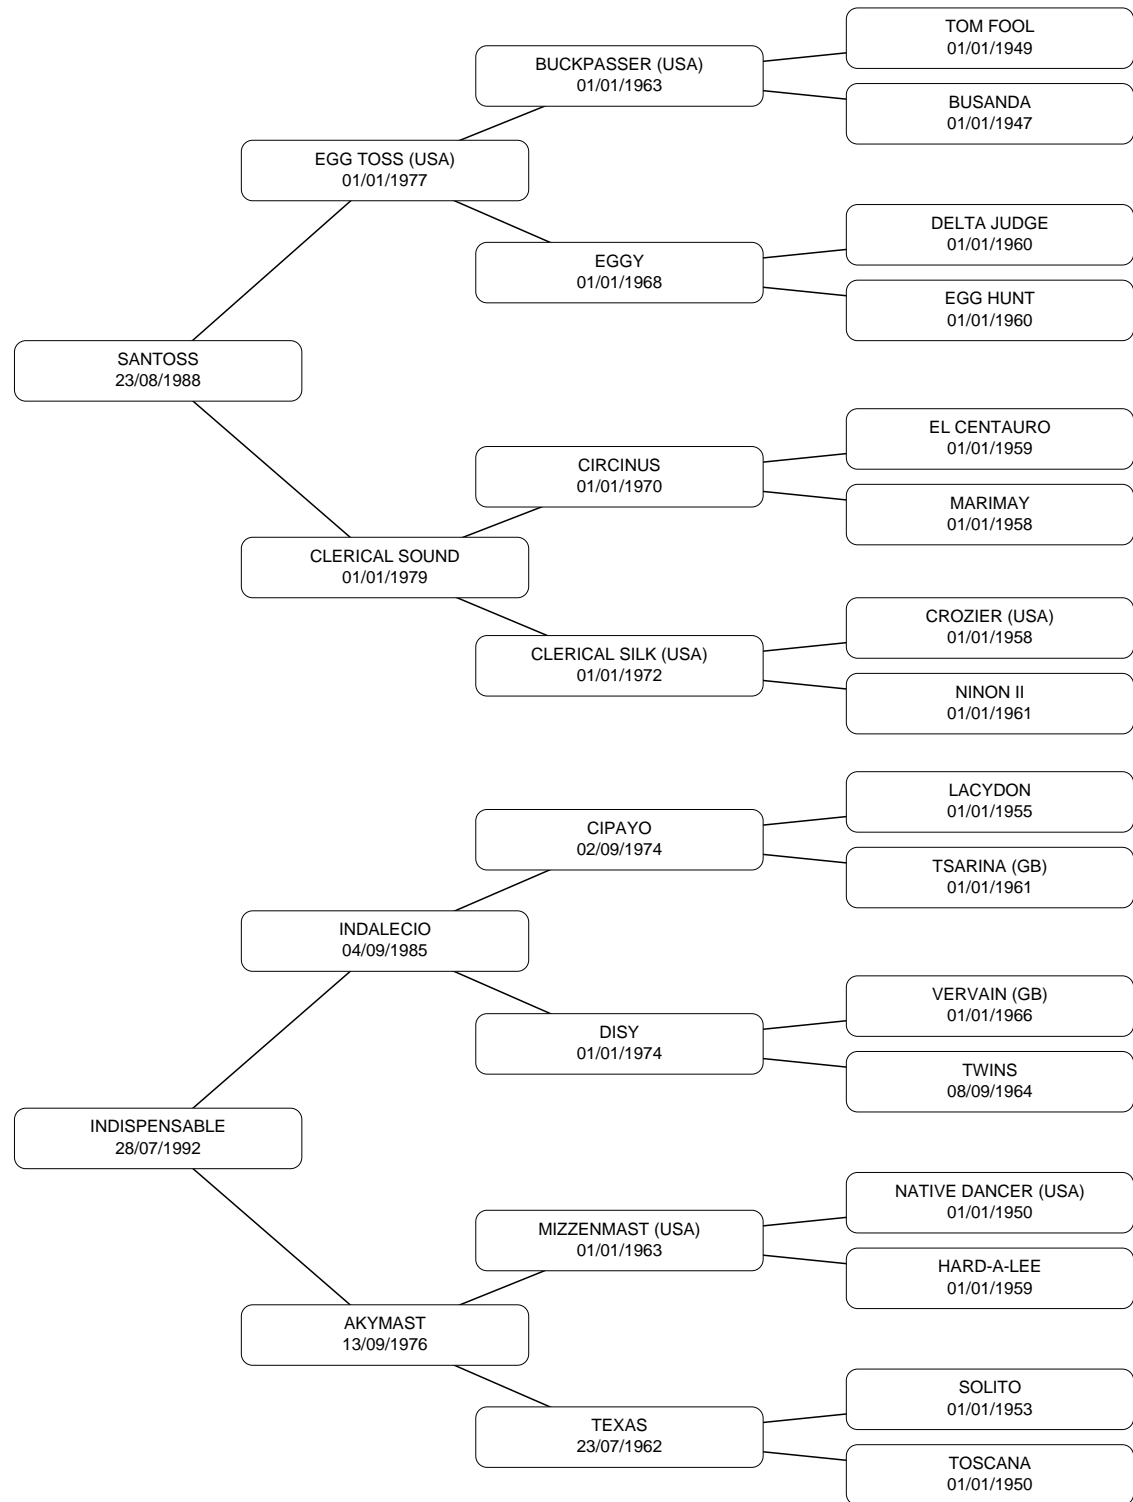 TOM FOOL
01/01/1949
BUCKPASSER (USA)
01/01/1963
BUSANDA
01/01/1947
EGG TOSS (USA)
01/01/1977
DELTA JUDGE
01/01/1960
EGGY
01/01/1968
EGG HUNT
01/01/1960
SANTOSS
23/08/1988
EL CENTAURO
01/01/1959
CIRCINUS
01/01/1970
MARIMAY
01/01/1958
CLERICAL SOUND
01/01/1979
CROZIER (USA)
01/01/1958
CLERICAL SILK (USA)
01/01/1972
NINON II
01/01/1961
LACYDON
01/01/1955
CIPAYO
02/09/1974
TSARINA (GB)
01/01/1961
INDALECIO
04/09/1985
VERVAIN (GB)
01/01/1966
DISY
01/01/1974
TWINS
08/09/1964
INDISPENSABLE
28/07/1992
NATIVE DANCER (USA)
01/01/1950
MIZZENMAST (USA)
01/01/1963
HARD-A-LEE
01/01/1959
AKYMAST
13/09/1976
SOLITO
01/01/1953
TEXAS
23/07/1962
TOSCANA
01/01/1950